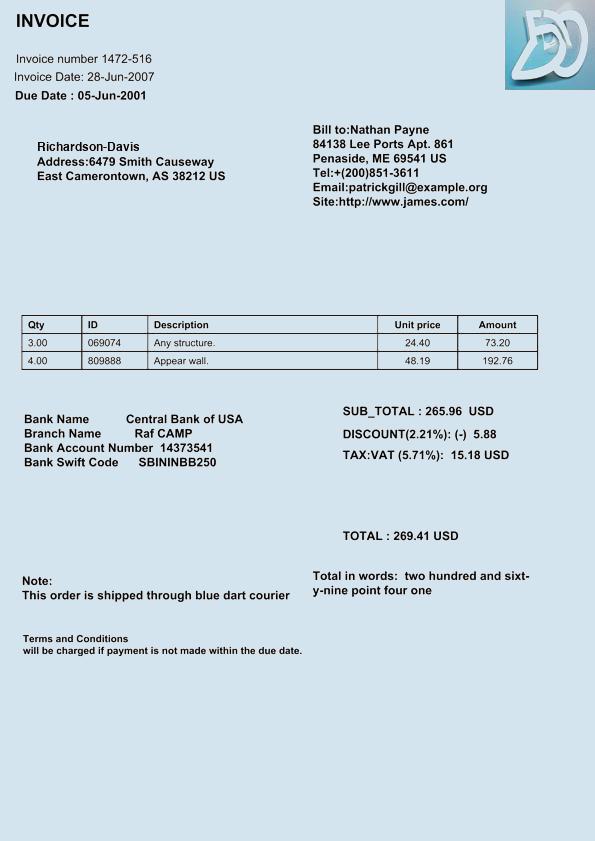 INVOICE
Invoice number 1472-516
Invoice Date: 28-Jun-2007
Due Date : 05-Jun-2001
Richardson-Davis
Address:6479 Smith Causeway
East Camerontown, AS 38212 US
Bill to:Nathan Payne
84138 Lee Ports Apt. 861
Penaside, ME 69541 US
Tel:+(200)851-3611
Email:patrickgill@example.org
Site:http://www.james.com/
Qty ID Description Unit price Amount
3.00 069074 Any structure. 24.40 73.20
4.00 809888 Appear wall. 48.19 192.76
Bank Name Central Bank of USA
Branch Name Raf CAMP
Bank Account Number 14373541
Bank Swift Code SBININBB250
SUB_TOTAL : 265.96 USD
DISCOUNT(2.21%): (-) 5.88
TAX:VAT (5.71%): 15.18 USD
TOTAL : 269.41 USD
Total in words: two hundred and sixt-
y-nine point four one
Note:
This order is shipped through blue dart courier
Terms and Conditions
will be charged if payment is not made within the due date.